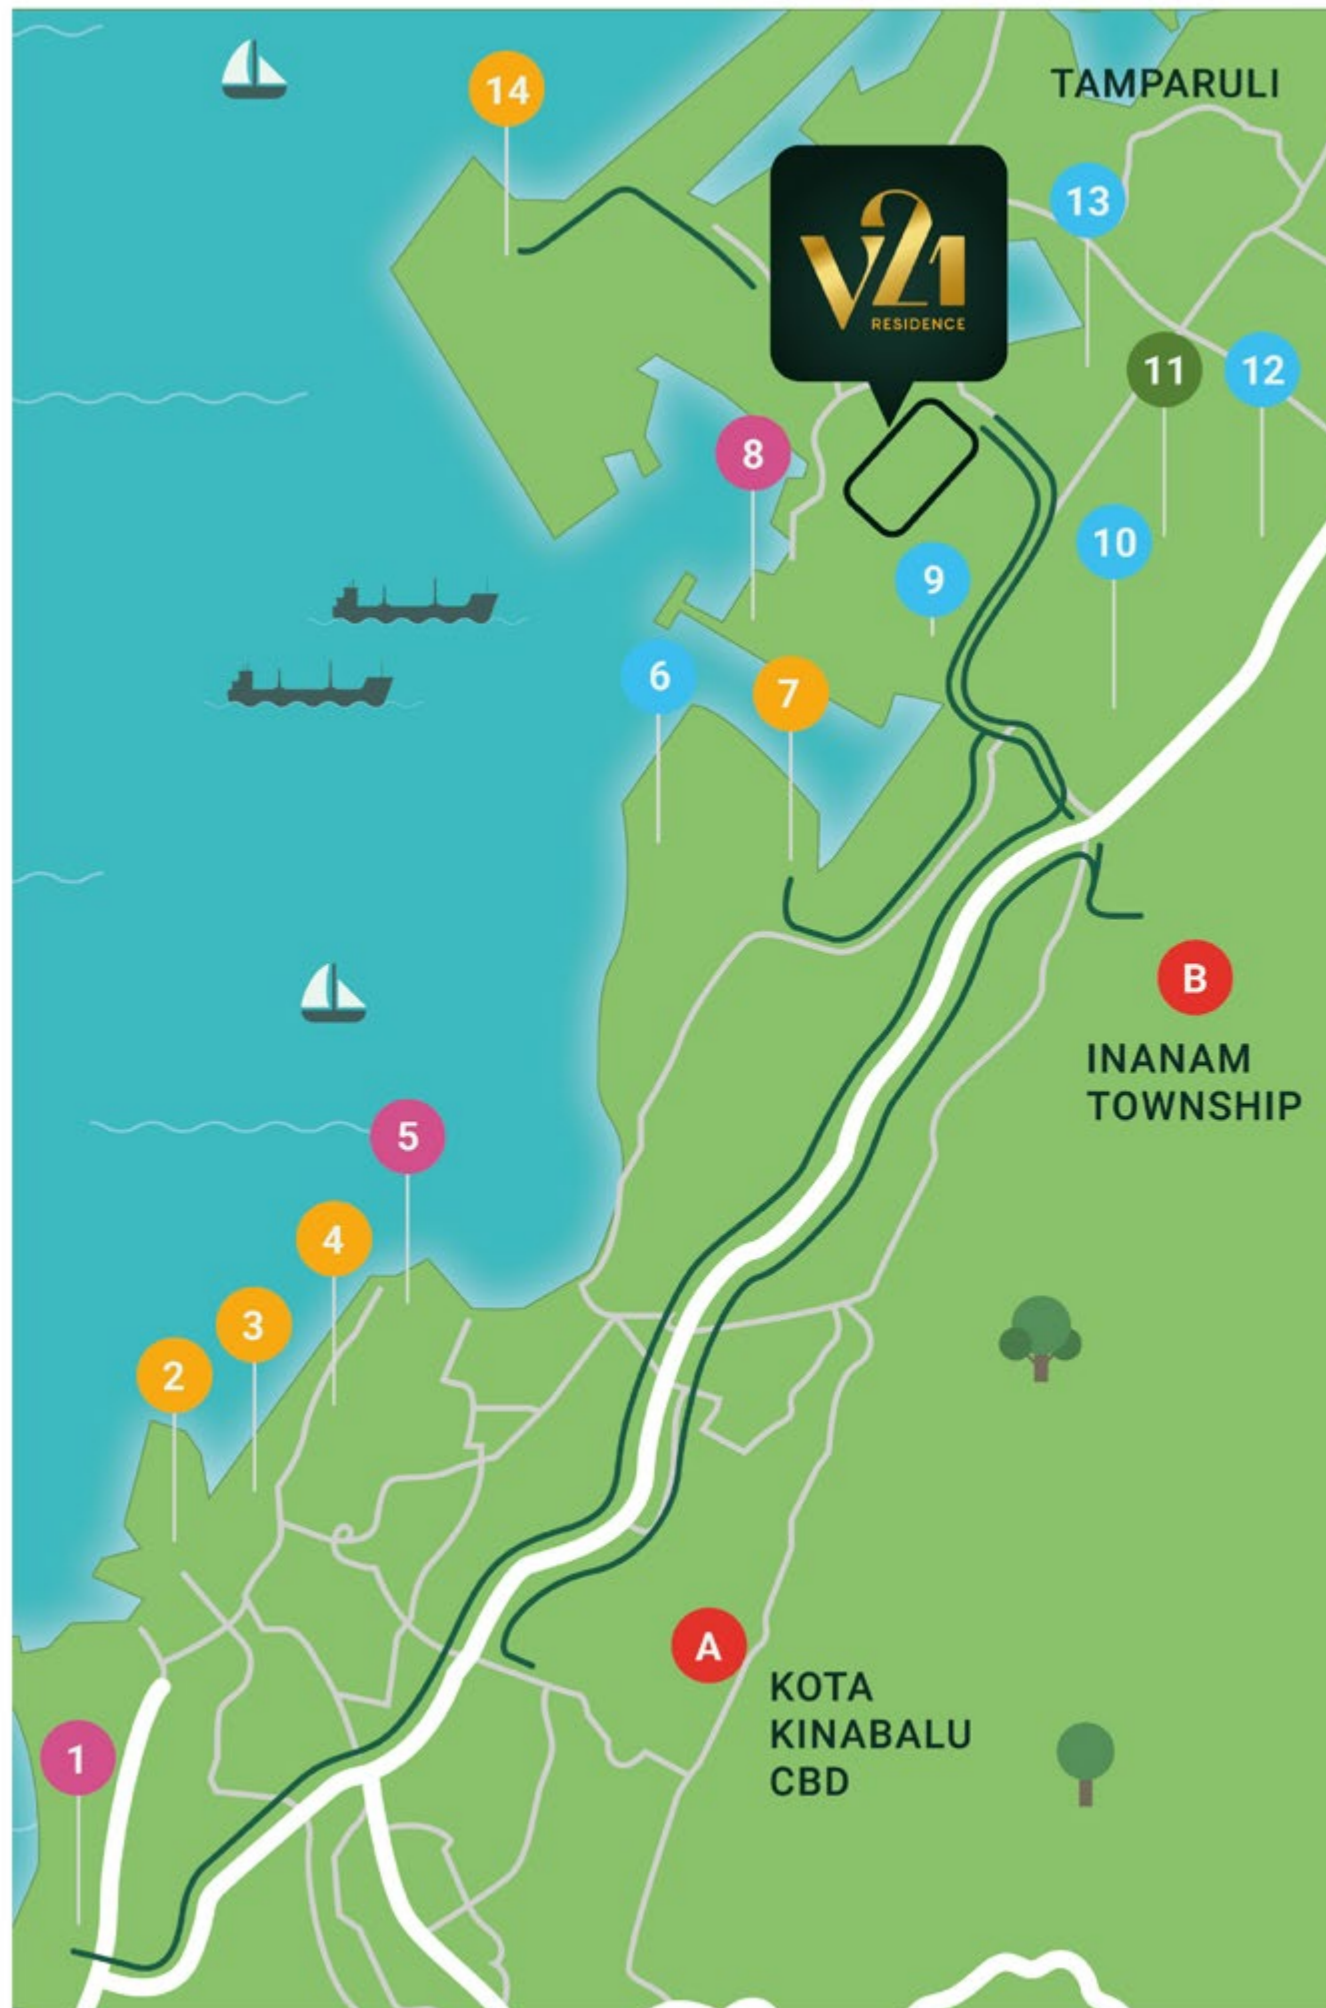 14
TAMPARULI
V21
RESIDENCE
13
11
12
8
10
9
6
7
B
INANAM
TOWNSHIP
5
4
3
2
A
KOTA
KINABALU
CBD
1